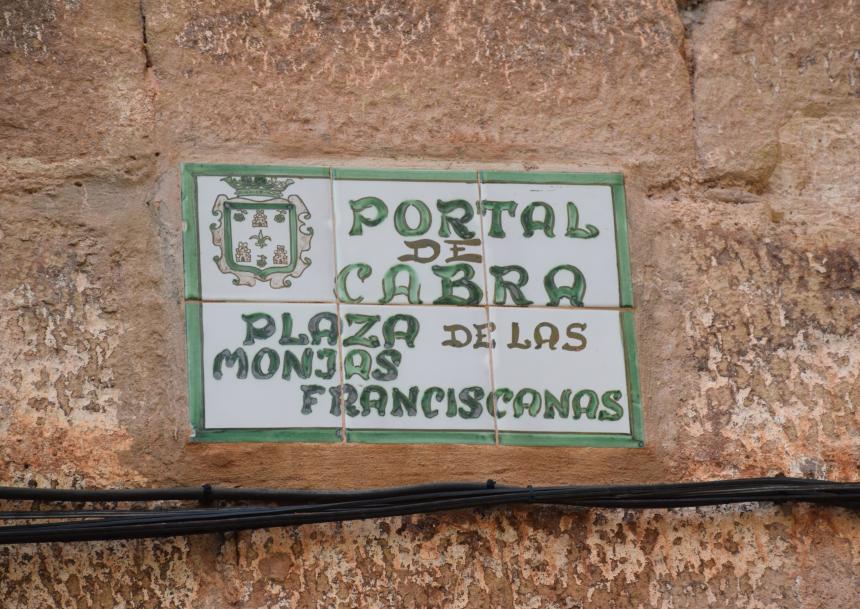 PORTAL
DE
CABRA
PLAZA DE LAS
MONJAS
FRANCISCANAS